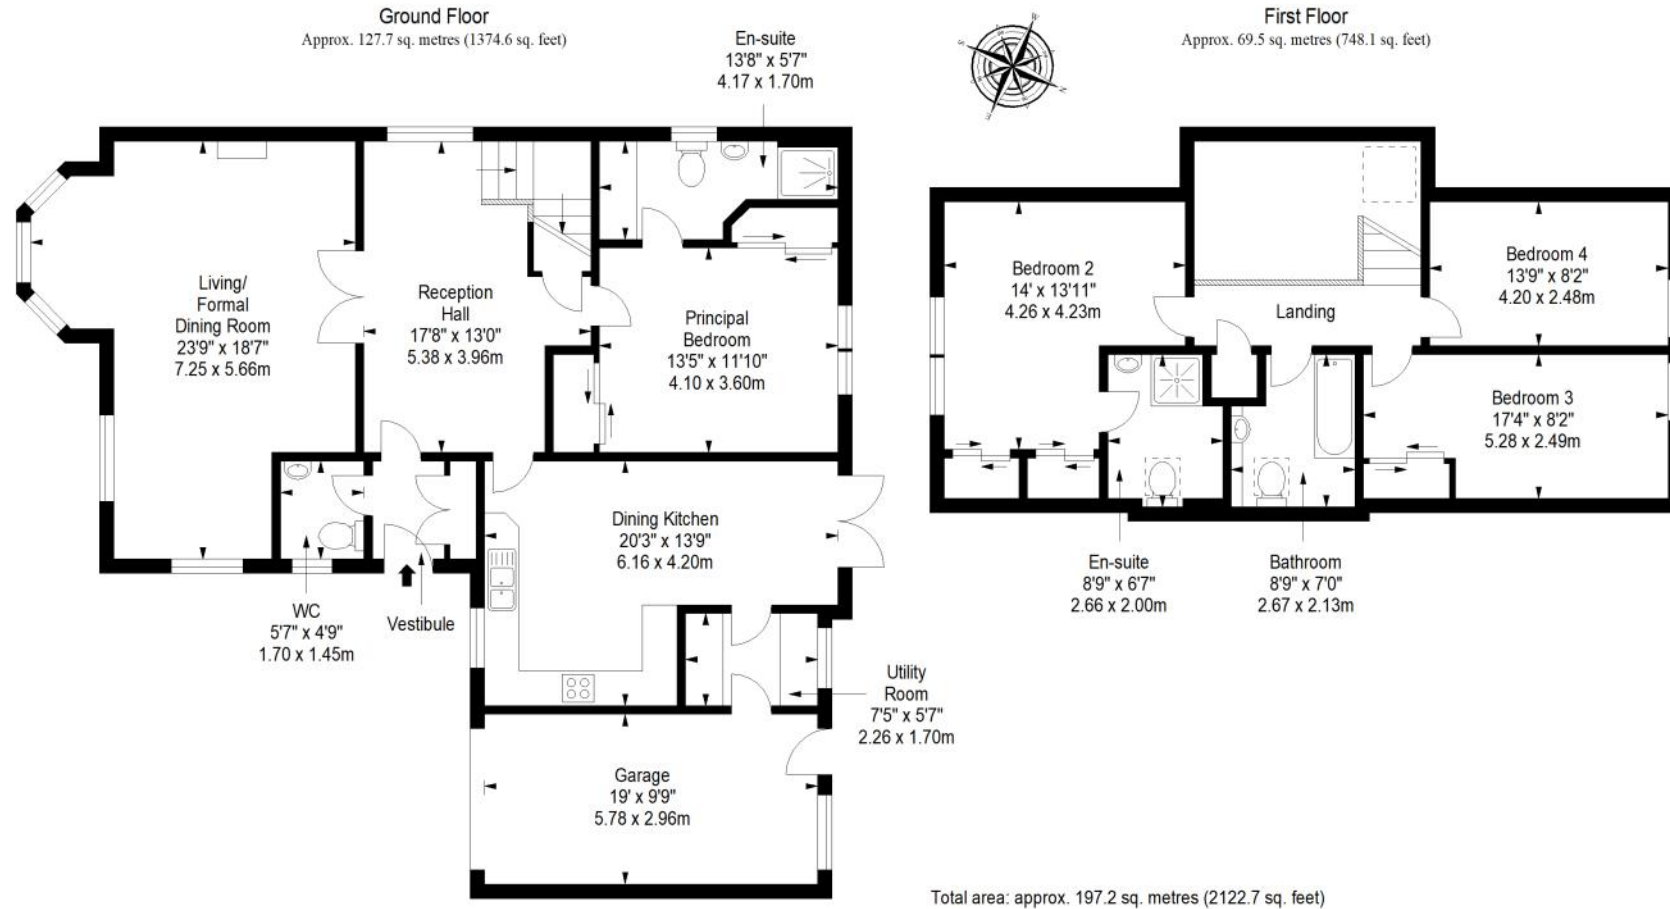 Ground Floor
Approx. 127.7 sq. metres (1374.6 sq. feet)
First Floor
Approx. 69.5 sq. metres (748.1 sq. feet)
En-suite
13'8" x 5'7"
4.17 x 1.70m
W
S
N
E
Living/
Formal
Dining Room
23'9" x 18'7"
7.25 x 5.66m
Reception
Hall
17'8" x 13'0"
5.38 x 3.96m
Principal
Bedroom
13'5" x 11'10"
4.10 x 3.60m
Bedroom 2
14' x 13'11"
4.26 x 4.23m
Landing
Bedroom 4
13'9" x 8'2"
4.20 x 2.48m
Bedroom 3
17'4" x 8'2"
5.28 x 2.49m
Dining Kitchen
20'3" x 13'9"
6.16 x 4.20m
WC
5'7" x 4'9"
1.70 x 1.45m
Vestibule
En-suite
8'9" x 6'7"
2.66 x 2.00m
Bathroom
8'9" x 7'0"
2.67 x 2.13m
Utility
Room
7'5" x 5'7"
2.26 x 1.70m
Garage
19' x 9'9"
5.78 x 2.96m
Total area: approx. 197.2 sq. metres (2122.7 sq. feet)